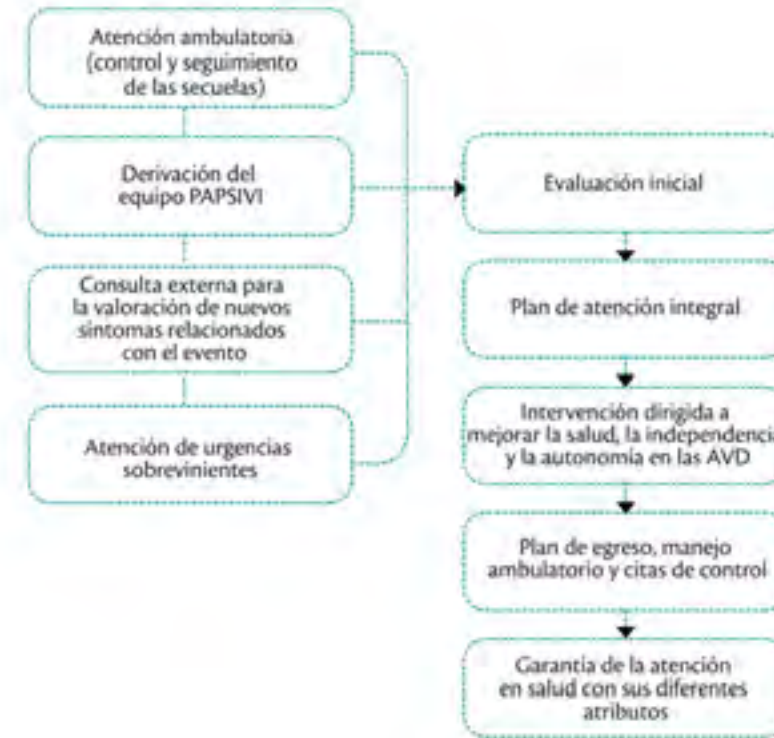 Atención ambulatoria
(control y seguimiento
de las secuelas)
Derivación del
equipo PAPSIVI
Consulta externa para
la valoración de nuevos
síntomas relacionados
con el evento
Atención de urgencias
sobrevinientes
Evaluación inicial
Plan de atención integral
Intervención dirigida a
mejorar la salud, la independencia
y la autonomía en las AVD
Plan de egreso, manejo
ambulatorio y citas de control
Garantía de la atención
en salud con sus diferentes
atributos